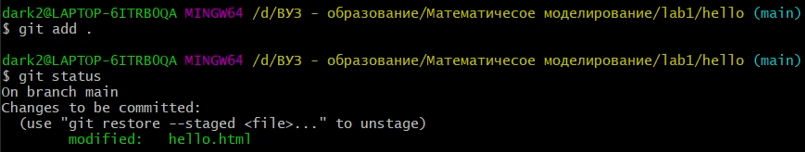 dark2@LAPTOP-6ITRB0QA MINGW64 /d/ВУЗ - образование/Математичесое моделирование/lab1/hello (main)
$ git add .
dark2@LAPTOP-6ITRB0QA MINGW64 /d/ВУЗ - образование/Математичесое моделирование/lab1/hello (main)
$ git status
On branch main
Changes to be committed:
  (use "git restore --staged <file>..." to unstage)
        modified:   hello.html